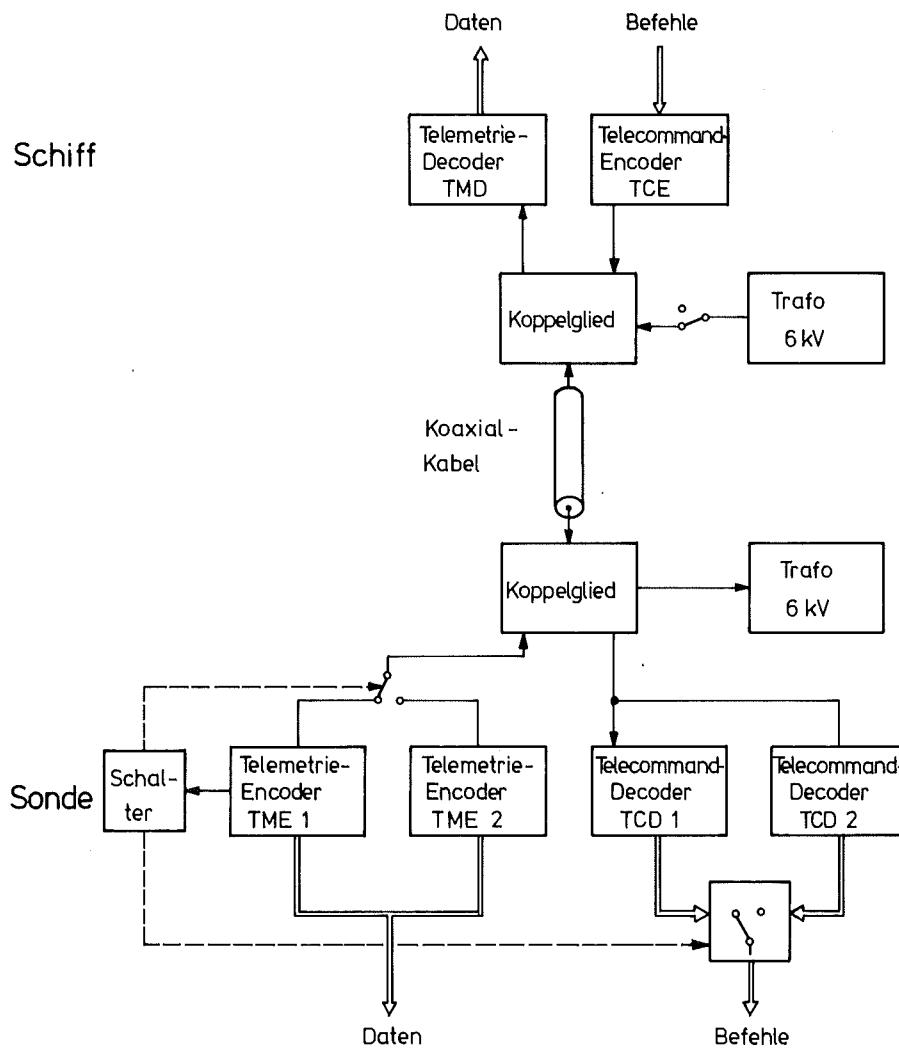 Daten
Befehle
Schiff
Telemetrie-
Decoder
TMD
Telecommand-
Encoder
TCE
Koppelglied
Trafo
6 kV
Koaxial-
Kabel
Koppelglied
Trafo
6 kV
Sonde
Schal-
ter
Telemetrie-
Encoder
TME 1
Telemetrie-
Encoder
TME 2
Telecommand-
Decoder
TCD 1
Telecommand-
Decoder
TCD 2
Daten
Befehle